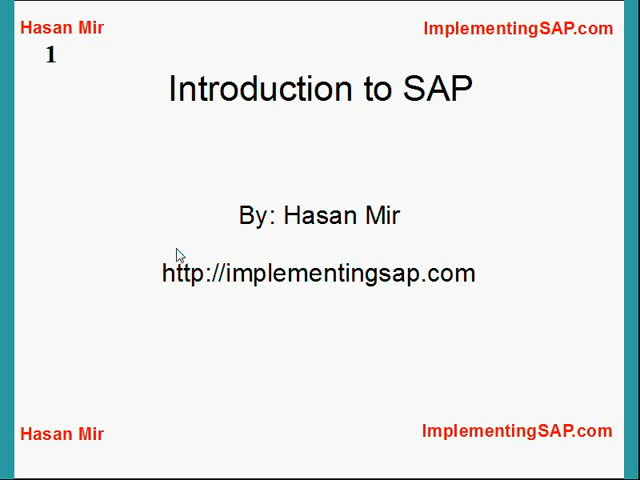 Hasan Mir
ImplementingSAP.com
1
Introduction to SAP
By: Hasan Mir
http://implementingsap.com
Hasan Mir
ImplementingSAP.com